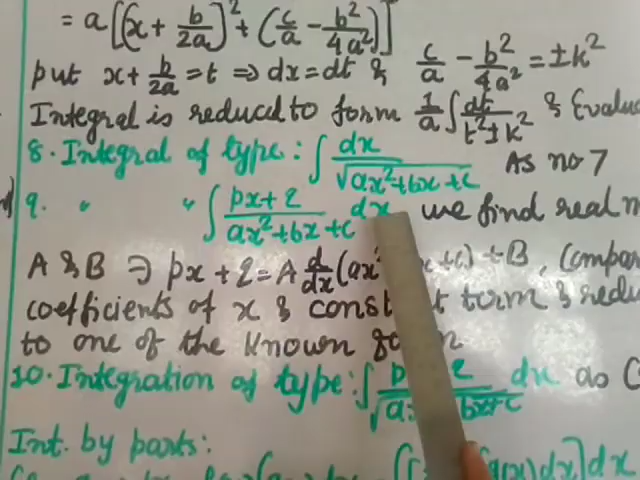 = a[(x + b/2a)² + (c/a − b²/4a²)]
put x + b/2a = t ⇒ dx = dt & c/a − b²/4a² = ±k²
Integral is reduced to form 1/a ∫ dt/t² ± k² & Evalu
8. Integral of type: ∫ dx/√ax²+bx+c As no 7
9. " " ∫ px+q/ax²+bx+c dx we find real
A & B ⇒ px + q = A d/dx (ax² x + c) + B, (compar
coefficients of x & const t term & redu
to one of the known
10. Integration of type: ∫ p q/√a bx+c dx as
Int. by parts: